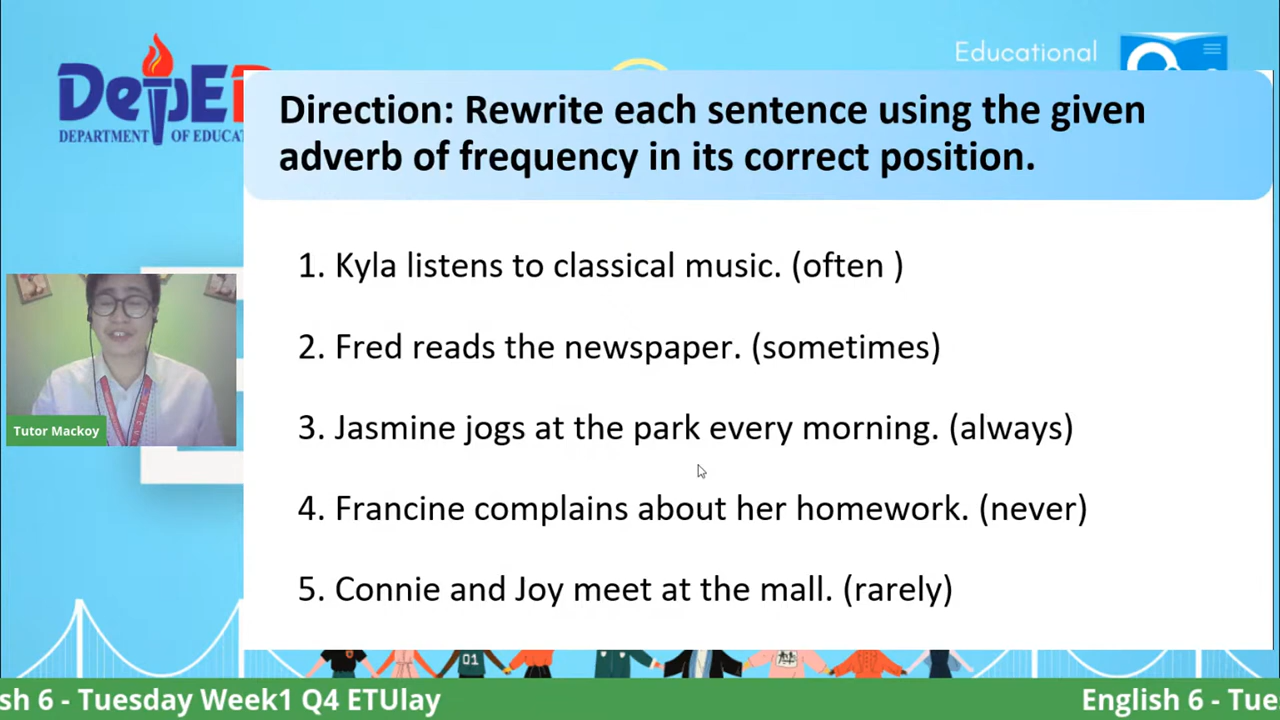 Educational
DepED
DEPARTMENT OF EDUCAT
Direction: Rewrite each sentence using the given
adverb of frequency in its correct position.
1. Kyla listens to classical music. (often )
2. Fred reads the newspaper. (sometimes)
3. Jasmine jogs at the park every morning. (always)
4. Francine complains about her homework. (never)
5. Connie and Joy meet at the mall. (rarely)
Tutor Mackoy
01
sh 6 - Tuesday Week1 Q4 ETUlay
English 6 - Tue